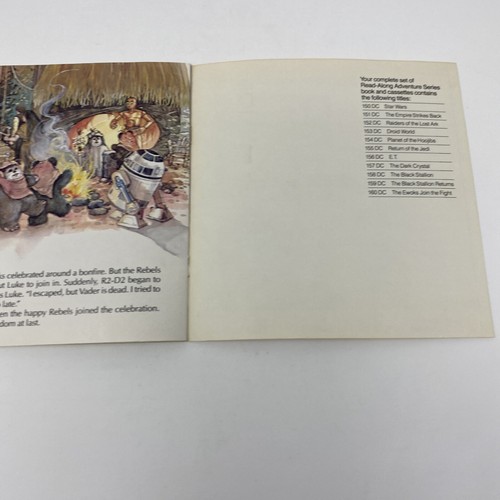 s celebrated around a bonfire. But the Rebels
ut Luke to join in. Suddenly, R2-D2 began to
s Luke. "I escaped, but Vader is dead. I tried to
late."
en the happy Rebels joined the celebration.
dom at last.
Your complete set of
Read-Along Adventure Series
book and cassettes contains
the following titles:
150 DC Star Wars
151 DC The Empire Strikes Back
152 DC Raiders of the Lost Ark
153 DC Droid World
154 DC Planet of the Hoojibs
155 DC Return of the Jedi
156 DC E.T.
157 DC The Dark Crystal
158 DC The Black Stallion
159 DC The Black Stallion Returns
160 DC The Ewoks Join the Fight